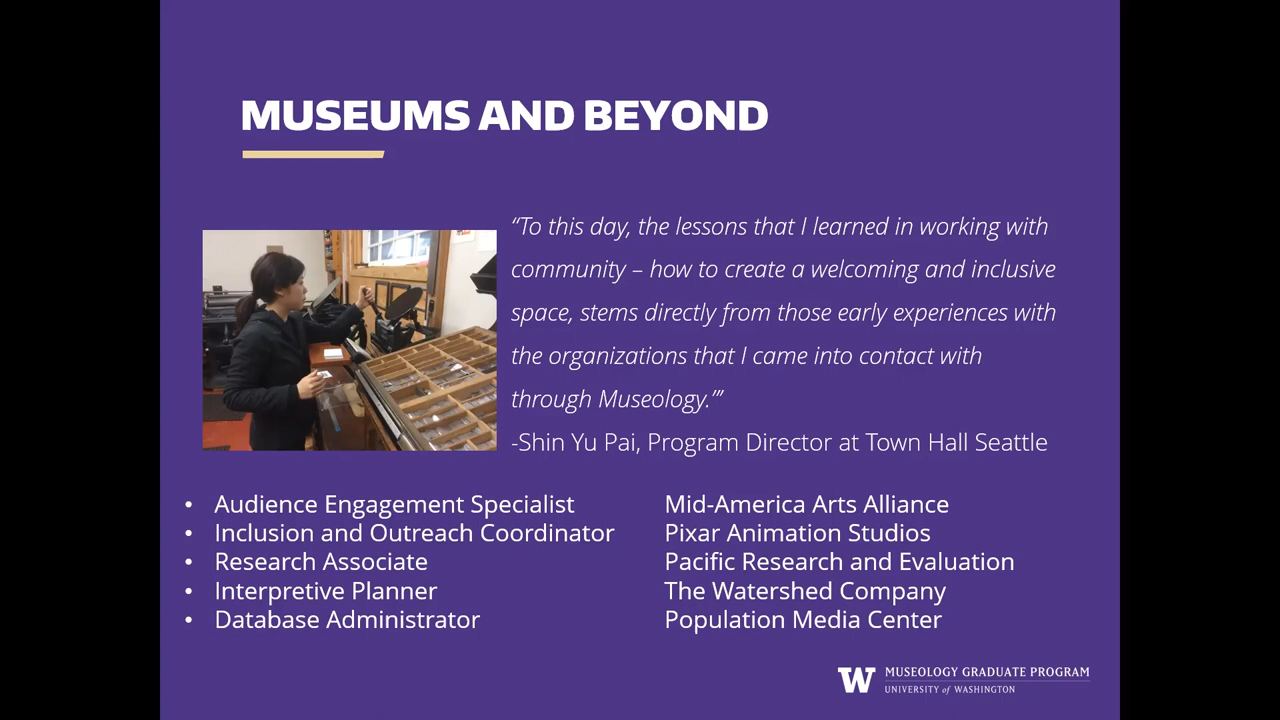 MUSEUMS AND BEYOND
“To this day, the lessons that I learned in working with
community – how to create a welcoming and inclusive
space, stems directly from those early experiences with
the organizations that I came into contact with
through Museology.’”
-Shin Yu Pai, Program Director at Town Hall Seattle
• Audience Engagement Specialist
• Inclusion and Outreach Coordinator
• Research Associate
• Interpretive Planner
• Database Administrator
Mid-America Arts Alliance
Pixar Animation Studios
Pacific Research and Evaluation
The Watershed Company
Population Media Center
W MUSEOLOGY GRADUATE PROGRAM
UNIVERSITY of WASHINGTON